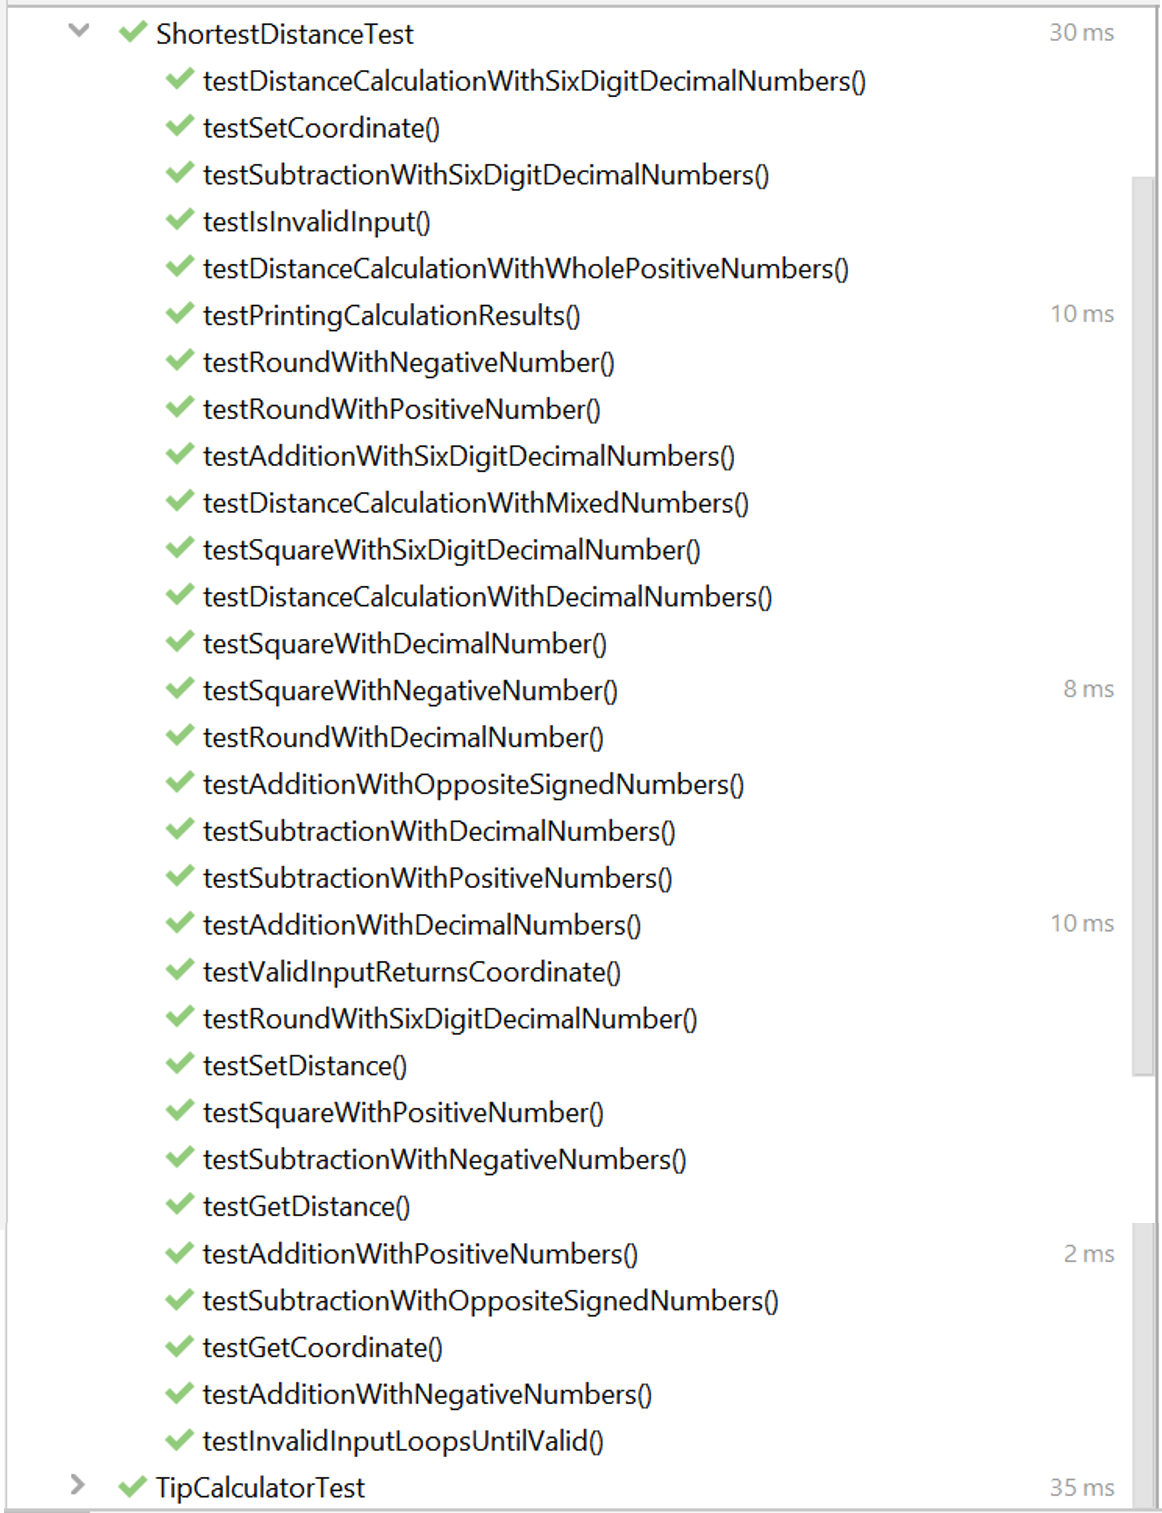 ShortestDistanceTest 30 ms
testDistanceCalculationWithSixDigitDecimalNumbers()
testSetCoordinate()
testSubtractionWithSixDigitDecimalNumbers()
testIsInvalidInput()
testDistanceCalculationWithWholePositiveNumbers()
testPrintingCalculationResults() 10 ms
testRoundWithNegativeNumber()
testRoundWithPositiveNumber()
testAdditionWithSixDigitDecimalNumbers()
testDistanceCalculationWithMixedNumbers()
testSquareWithSixDigitDecimalNumber()
testDistanceCalculationWithDecimalNumbers()
testSquareWithDecimalNumber()
testSquareWithNegativeNumber() 8 ms
testRoundWithDecimalNumber()
testAdditionWithOppositeSignedNumbers()
testSubtractionWithDecimalNumbers()
testSubtractionWithPositiveNumbers()
testAdditionWithDecimalNumbers() 10 ms
testValidInputReturnsCoordinate()
testRoundWithSixDigitDecimalNumber()
testSetDistance()
testSquareWithPositiveNumber()
testSubtractionWithNegativeNumbers()
testGetDistance()
testAdditionWithPositiveNumbers() 2 ms
testSubtractionWithOppositeSignedNumbers()
testGetCoordinate()
testAdditionWithNegativeNumbers()
testInvalidInputLoopsUntilValid()
TipCalculatorTest 35 ms